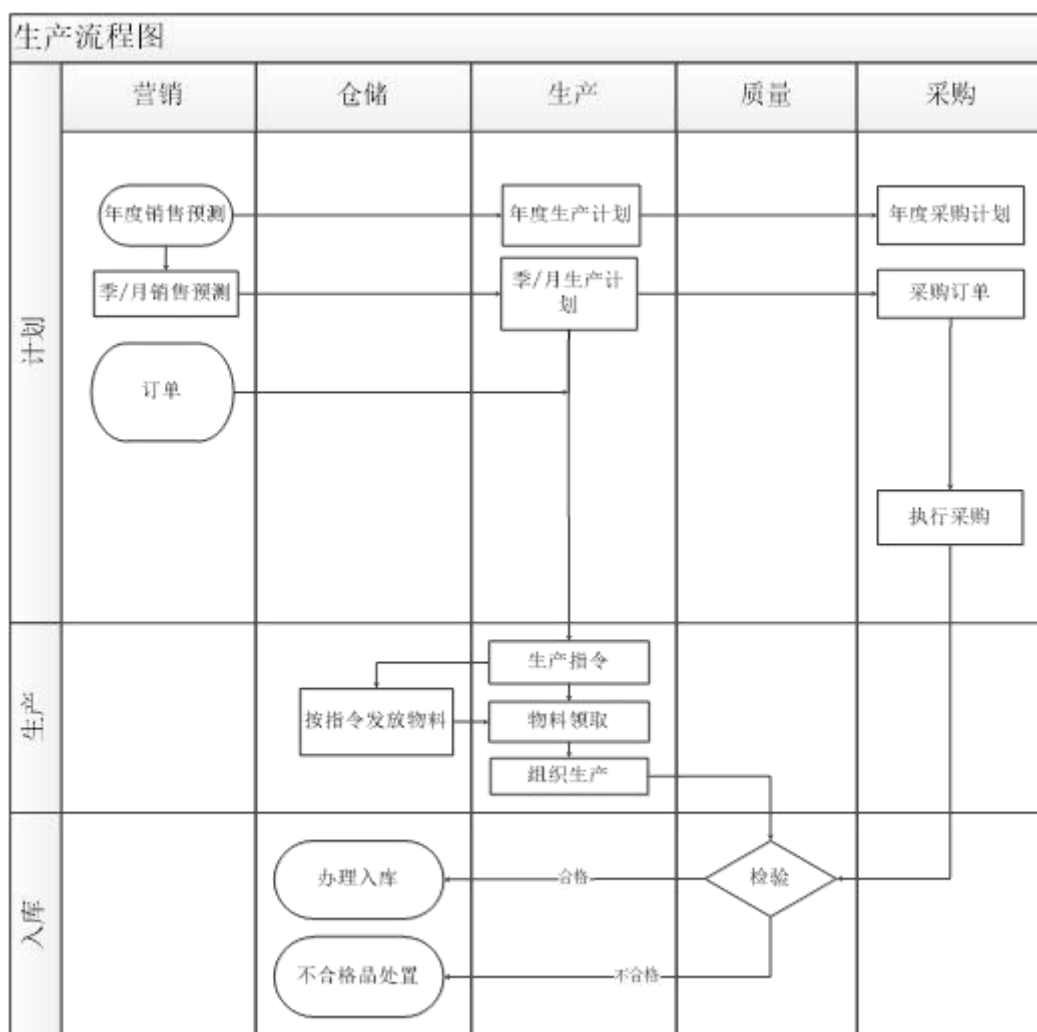 生产流程图
营销
仓储
生产
质量
采购
计划
年度销售预测
年度生产计划
年度采购计划
季/月销售预测
季/月生产计
划
采购订单
订单
执行采购
生产
生产指令
按指令发放物料
物料领取
组织生产
入库
办理入库
合格
检验
不合格品处置
不合格